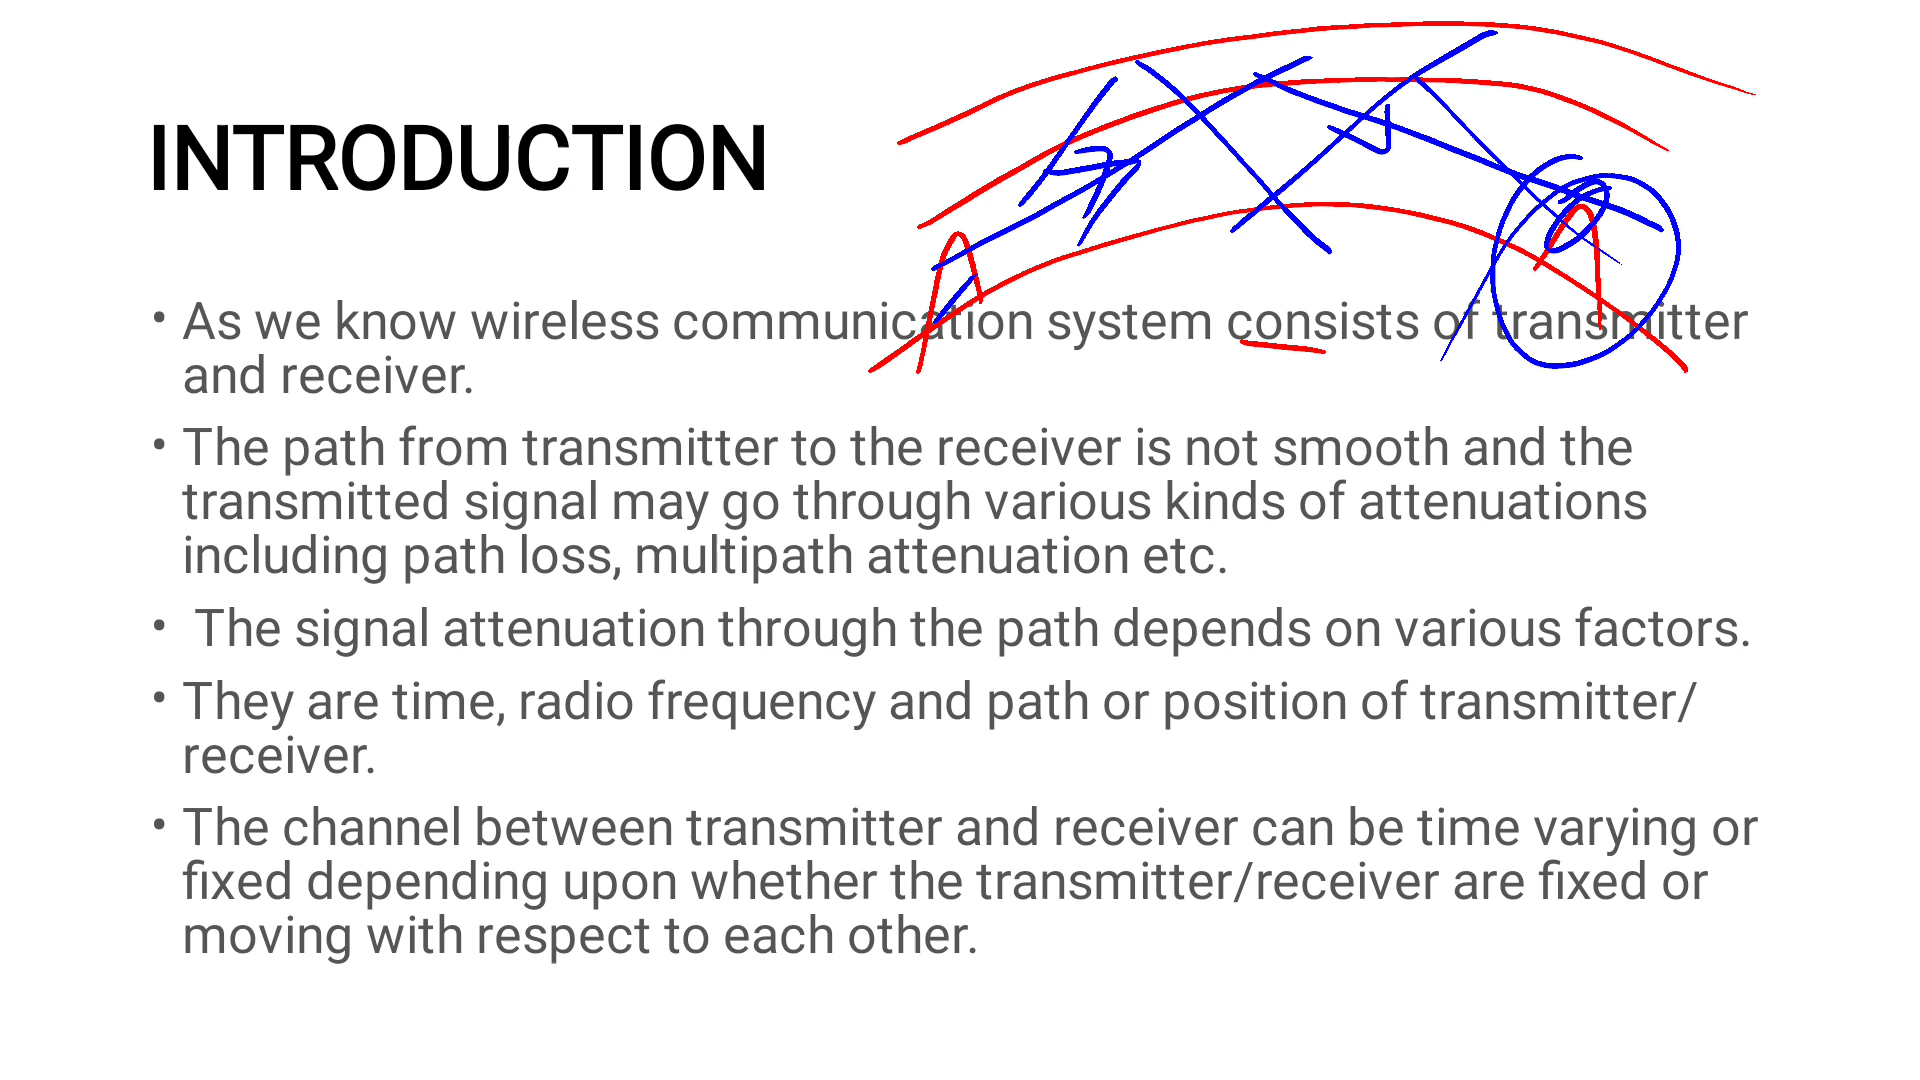 INTRODUCTION
• As we know wireless communication system consists of transmitter
and receiver.
• The path from transmitter to the receiver is not smooth and the
transmitted signal may go through various kinds of attenuations
including path loss, multipath attenuation etc.
• The signal attenuation through the path depends on various factors.
• They are time, radio frequency and path or position of transmitter/
receiver.
• The channel between transmitter and receiver can be time varying or
fixed depending upon whether the transmitter/receiver are fixed or
moving with respect to each other.